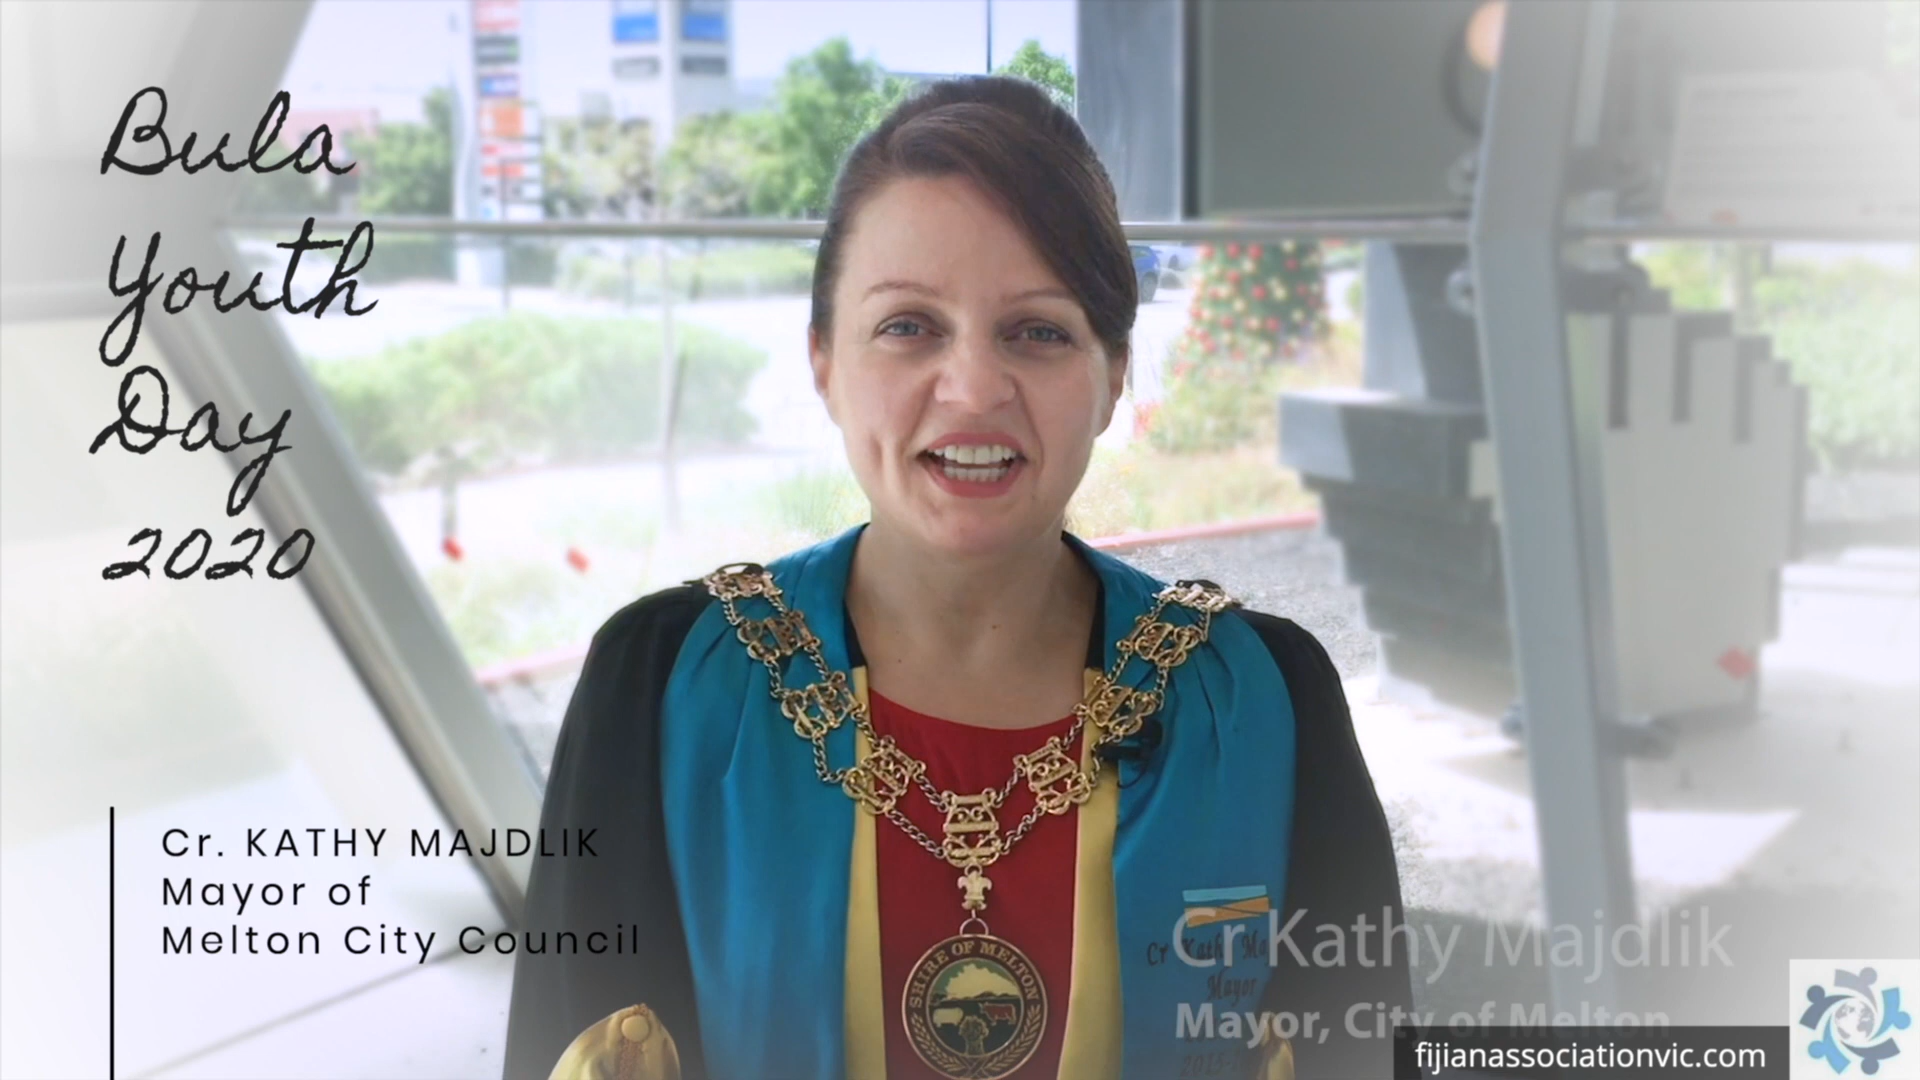 Bula
Youth
Day
2020
Cr. KATHY MAJDLIK
Mayor of
Melton City Council
SHIRE OF MELTON
Cr Kathy Majdlik
Mayor, City of Melton
Mayor
fijianassociationvic.com